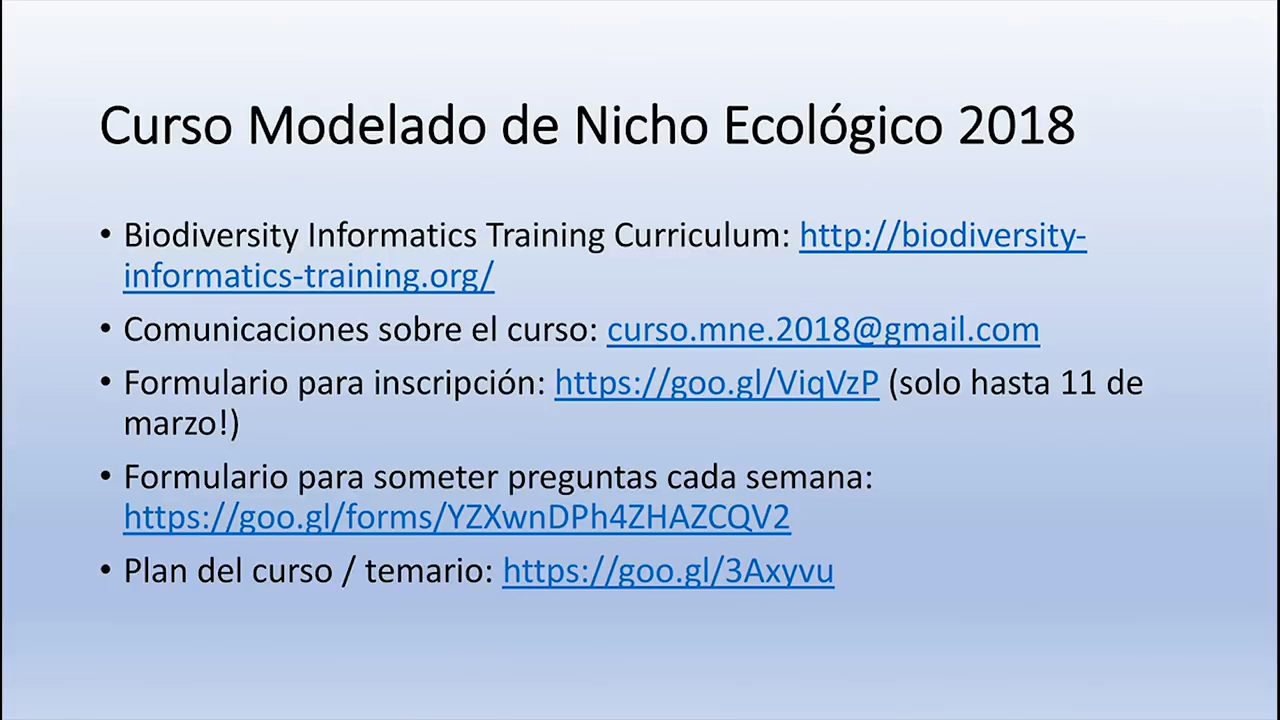 Curso Modelado de Nicho Ecológico 2018
• Biodiversity Informatics Training Curriculum: http://biodiversity-
informatics-training.org/
• Comunicaciones sobre el curso: curso.mne.2018@gmail.com
• Formulario para inscripción: https://goo.gl/ViqVzP (solo hasta 11 de
marzo!)
• Formulario para someter preguntas cada semana:
https://goo.gl/forms/YZXwnDPh4ZHAZCQV2
• Plan del curso / temario: https://goo.gl/3Axyvu